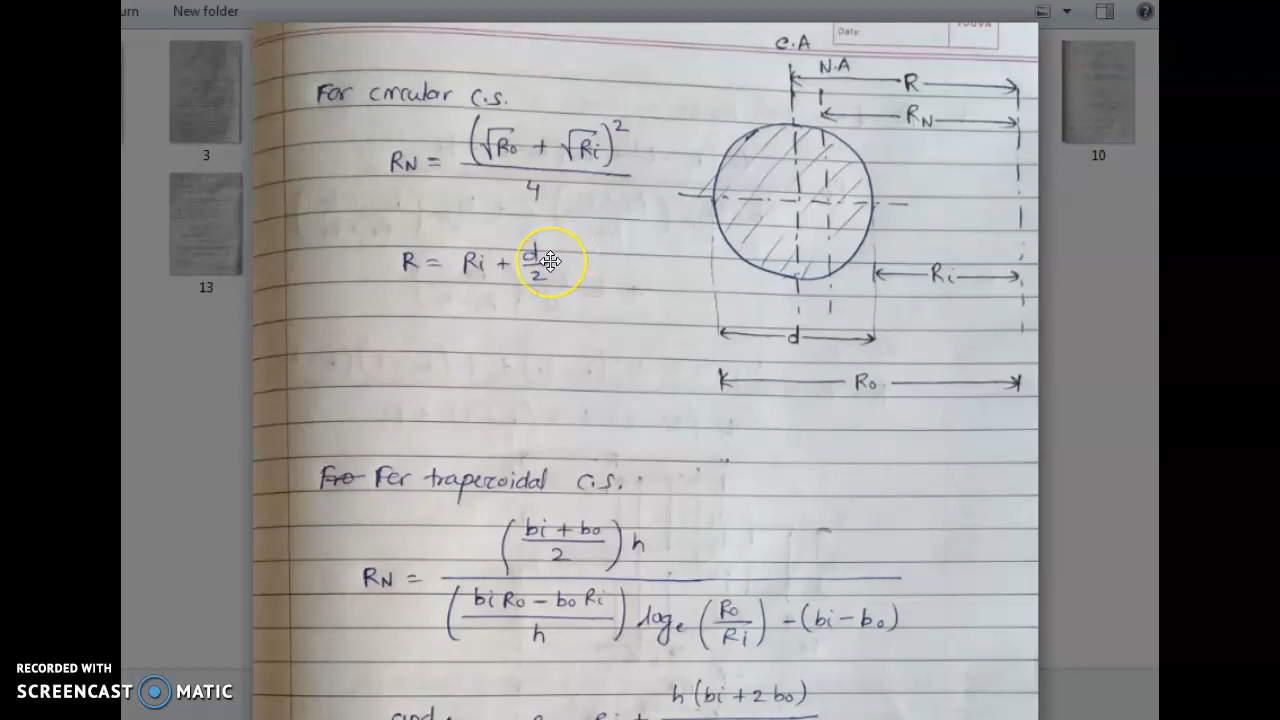 urn New folder
Date
C.A
N.A
R
For circular c.s.
RN
RN = (√Ro + √Ri)² / 4
R = Ri + d/2
Ri
3
10
13
d
Ro
Fro For trapezoidal c.s.
RN = ((bi + bo)/2) h / (((bi Ro – bo Ri)/h) loge (Ro/Ri) – (bi – bo))
h (bi + 2 bo)
and
RECORDED WITH
SCREENCAST MATIC